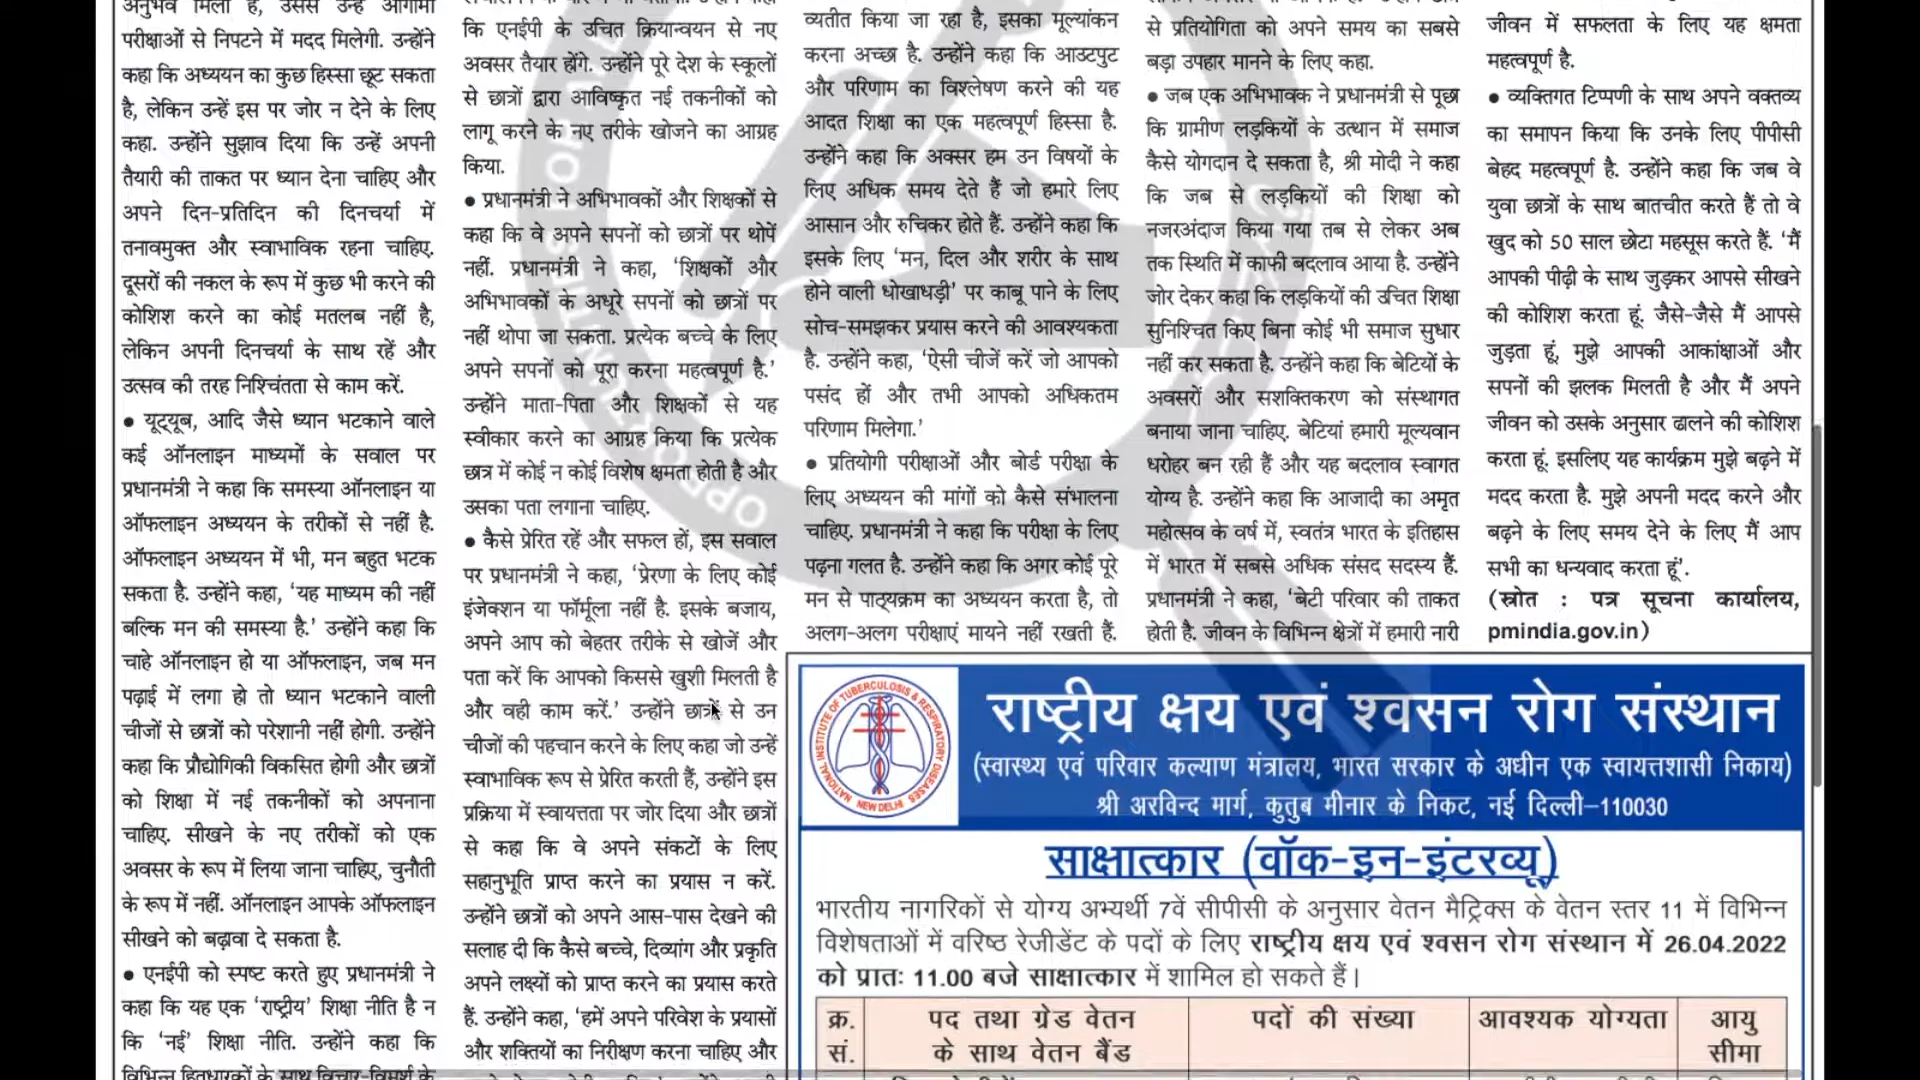 अनुभव मिला है, उससे उन्हें आगामी
परीक्षाओं से निपटने में मदद मिलेगी. उन्होंने
कहा कि अध्ययन का कुछ हिस्सा छूट सकता
है, लेकिन उन्हें इस पर जोर न देने के लिए
कहा. उन्होंने सुझाव दिया कि उन्हें अपनी
तैयारी की ताकत पर ध्यान देना चाहिए और
अपने दिन-प्रतिदिन की दिनचर्या में
तनावमुक्त और स्वाभाविक रहना चाहिए.
दूसरों की नकल के रूप में कुछ भी करने की
कोशिश करने का कोई मतलब नहीं है,
लेकिन अपनी दिनचर्या के साथ रहें और
उत्सव की तरह निश्चिंतता से काम करें.
● यूट्यूब, आदि जैसे ध्यान भटकाने वाले
कई ऑनलाइन माध्यमों के सवाल पर
प्रधानमंत्री ने कहा कि समस्या ऑनलाइन या
ऑफलाइन अध्ययन के तरीकों से नहीं है.
ऑफलाइन अध्ययन में भी, मन बहुत भटक
सकता है. उन्होंने कहा, 'यह माध्यम की नहीं
बल्कि मन की समस्या है.' उन्होंने कहा कि
चाहे ऑनलाइन हो या ऑफलाइन, जब मन
पढ़ाई में लगा हो तो ध्यान भटकाने वाली
चीजों से छात्रों को परेशानी नहीं होगी. उन्होंने
कहा कि प्रौद्योगिकी विकसित होगी और छात्रों
को शिक्षा में नई तकनीकों को अपनाना
चाहिए. सीखने के नए तरीकों को एक
अवसर के रूप में लिया जाना चाहिए, चुनौती
के रूप में नहीं. ऑनलाइन आपके ऑफलाइन
सीखने को बढ़ावा दे सकता है.
● एनईपी को स्पष्ट करते हुए प्रधानमंत्री ने
कहा कि यह एक 'राष्ट्रीय' शिक्षा नीति है न
कि 'नई' शिक्षा नीति. उन्होंने कहा कि
विभिन्न हितधारकों के साथ विचार-विमर्श के
कि एनईपी के उचित क्रियान्वयन से नए
अवसर तैयार होंगे. उन्होंने पूरे देश के स्कूलों
से छात्रों द्वारा आविष्कृत नई तकनीकों को
लागू करने के नए तरीके खोजने का आग्रह
किया.
● प्रधानमंत्री ने अभिभावकों और शिक्षकों से
कहा कि वे अपने सपनों को छात्रों पर थोपें
नहीं. प्रधानमंत्री ने कहा, 'शिक्षकों और
अभिभावकों के अधूरे सपनों को छात्रों पर
नहीं थोपा जा सकता. प्रत्येक बच्चे के लिए
अपने सपनों को पूरा करना महत्वपूर्ण है.'
उन्होंने माता-पिता और शिक्षकों से यह
स्वीकार करने का आग्रह किया कि प्रत्येक
छात्र में कोई न कोई विशेष क्षमता होती है और
उसका पता लगाना चाहिए.
● कैसे प्रेरित रहें और सफल हों, इस सवाल
पर प्रधानमंत्री ने कहा, 'प्रेरणा के लिए कोई
इंजेक्शन या फॉर्मूला नहीं है. इसके बजाय,
अपने आप को बेहतर तरीके से खोजें और
पता करें कि आपको किससे खुशी मिलती है
और वही काम करें.' उन्होंने छात्रों से उन
चीजों की पहचान करने के लिए कहा जो उन्हें
स्वाभाविक रूप से प्रेरित करती हैं, उन्होंने इस
प्रक्रिया में स्वायत्तता पर जोर दिया और छात्रों
से कहा कि वे अपने संकटों के लिए
सहानुभूति प्राप्त करने का प्रयास न करें.
उन्होंने छात्रों को अपने आस-पास देखने की
सलाह दी कि कैसे बच्चे, दिव्यांग और प्रकृति
अपने लक्ष्यों को प्राप्त करने का प्रयास करते
हैं. उन्होंने कहा, 'हमें अपने परिवेश के प्रयासों
और शक्तियों का निरीक्षण करना चाहिए और
व्यतीत किया जा रहा है, इसका मूल्यांकन
करना अच्छा है. उन्होंने कहा कि आउटपुट
और परिणाम का विश्लेषण करने की यह
आदत शिक्षा का एक महत्वपूर्ण हिस्सा है.
उन्होंने कहा कि अक्सर हम उन विषयों के
लिए अधिक समय देते हैं जो हमारे लिए
आसान और रुचिकर होते हैं. उन्होंने कहा कि
इसके लिए 'मन, दिल और शरीर के साथ
होने वाली धोखाधड़ी' पर काबू पाने के लिए
सोच-समझकर प्रयास करने की आवश्यकता
है. उन्होंने कहा, 'ऐसी चीजें करें जो आपको
पसंद हों और तभी आपको अधिकतम
परिणाम मिलेगा.'
● प्रतियोगी परीक्षाओं और बोर्ड परीक्षा के
लिए अध्ययन की मांगों को कैसे संभालना
चाहिए. प्रधानमंत्री ने कहा कि परीक्षा के लिए
पढ़ना गलत है. उन्होंने कहा कि अगर कोई पूरे
मन से पाठ्यक्रम का अध्ययन करता है, तो
अलग-अलग परीक्षाएं मायने नहीं रखती हैं.
से प्रतियोगिता को अपने समय का सबसे
बड़ा उपहार मानने के लिए कहा.
● जब एक अभिभावक ने प्रधानमंत्री से पूछा
कि ग्रामीण लड़कियों के उत्थान में समाज
कैसे योगदान दे सकता है, श्री मोदी ने कहा
कि जब से लड़कियों की शिक्षा को
नजरअंदाज किया गया तब से लेकर अब
तक स्थिति में काफी बदलाव आया है. उन्होंने
जोर देकर कहा कि लड़कियों की उचित शिक्षा
सुनिश्चित किए बिना कोई भी समाज सुधार
नहीं कर सकता है. उन्होंने कहा कि बेटियों के
अवसरों और सशक्तिकरण को संस्थागत
बनाया जाना चाहिए. बेटियां हमारी मूल्यवान
धरोहर बन रही हैं और यह बदलाव स्वागत
योग्य है. उन्होंने कहा कि आजादी का अमृत
महोत्सव के वर्ष में, स्वतंत्र भारत के इतिहास
में भारत में सबसे अधिक संसद सदस्य हैं.
प्रधानमंत्री ने कहा, 'बेटी परिवार की ताकत
होती है. जीवन के विभिन्न क्षेत्रों में हमारी नारी
जीवन में सफलता के लिए यह क्षमता
महत्वपूर्ण है.
● व्यक्तिगत टिप्पणी के साथ अपने वक्तव्य
का समापन किया कि उनके लिए पीपीसी
बेहद महत्वपूर्ण है. उन्होंने कहा कि जब वे
युवा छात्रों के साथ बातचीत करते हैं तो वे
खुद को 50 साल छोटा महसूस करते हैं. 'मैं
आपकी पीढ़ी के साथ जुड़कर आपसे सीखने
की कोशिश करता हूं. जैसे-जैसे मैं आपसे
जुड़ता हूं, मुझे आपकी आकांक्षाओं और
सपनों की झलक मिलती है और मैं अपने
जीवन को उसके अनुसार ढालने की कोशिश
करता हूं. इसलिए यह कार्यक्रम मुझे बढ़ने में
मदद करता है. मुझे अपनी मदद करने और
बढ़ने के लिए समय देने के लिए मैं आप
सभी का धन्यवाद करता हूं'.
(स्रोत : पत्र सूचना कार्यालय,
pmindia.gov.in)
NATIONAL INSTITUTE OF TUBERCULOSIS & RESPIRATORY DISEASES
NEW DELHI
राष्ट्रीय क्षय एवं श्वसन रोग संस्थान
(स्वास्थ्य एवं परिवार कल्याण मंत्रालय, भारत सरकार के अधीन एक स्वायत्तशासी निकाय)
श्री अरविन्द मार्ग, कुतुब मीनार के निकट, नई दिल्ली–110030
साक्षात्कार (वॉक-इन-इंटरव्यू)
भारतीय नागरिकों से योग्य अभ्यर्थी 7वें सीपीसी के अनुसार वेतन मैट्रिक्स के वेतन स्तर 11 में विभिन्न
विशेषताओं में वरिष्ठ रेजीडेंट के पदों के लिए राष्ट्रीय क्षय एवं श्वसन रोग संस्थान में 26.04.2022
को प्रातः 11.00 बजे साक्षात्कार में शामिल हो सकते हैं।
क्र. सं.
पद तथा ग्रेड वेतन के साथ वेतन बैंड
पदों की संख्या
आवश्यक योग्यता
आयु सीमा